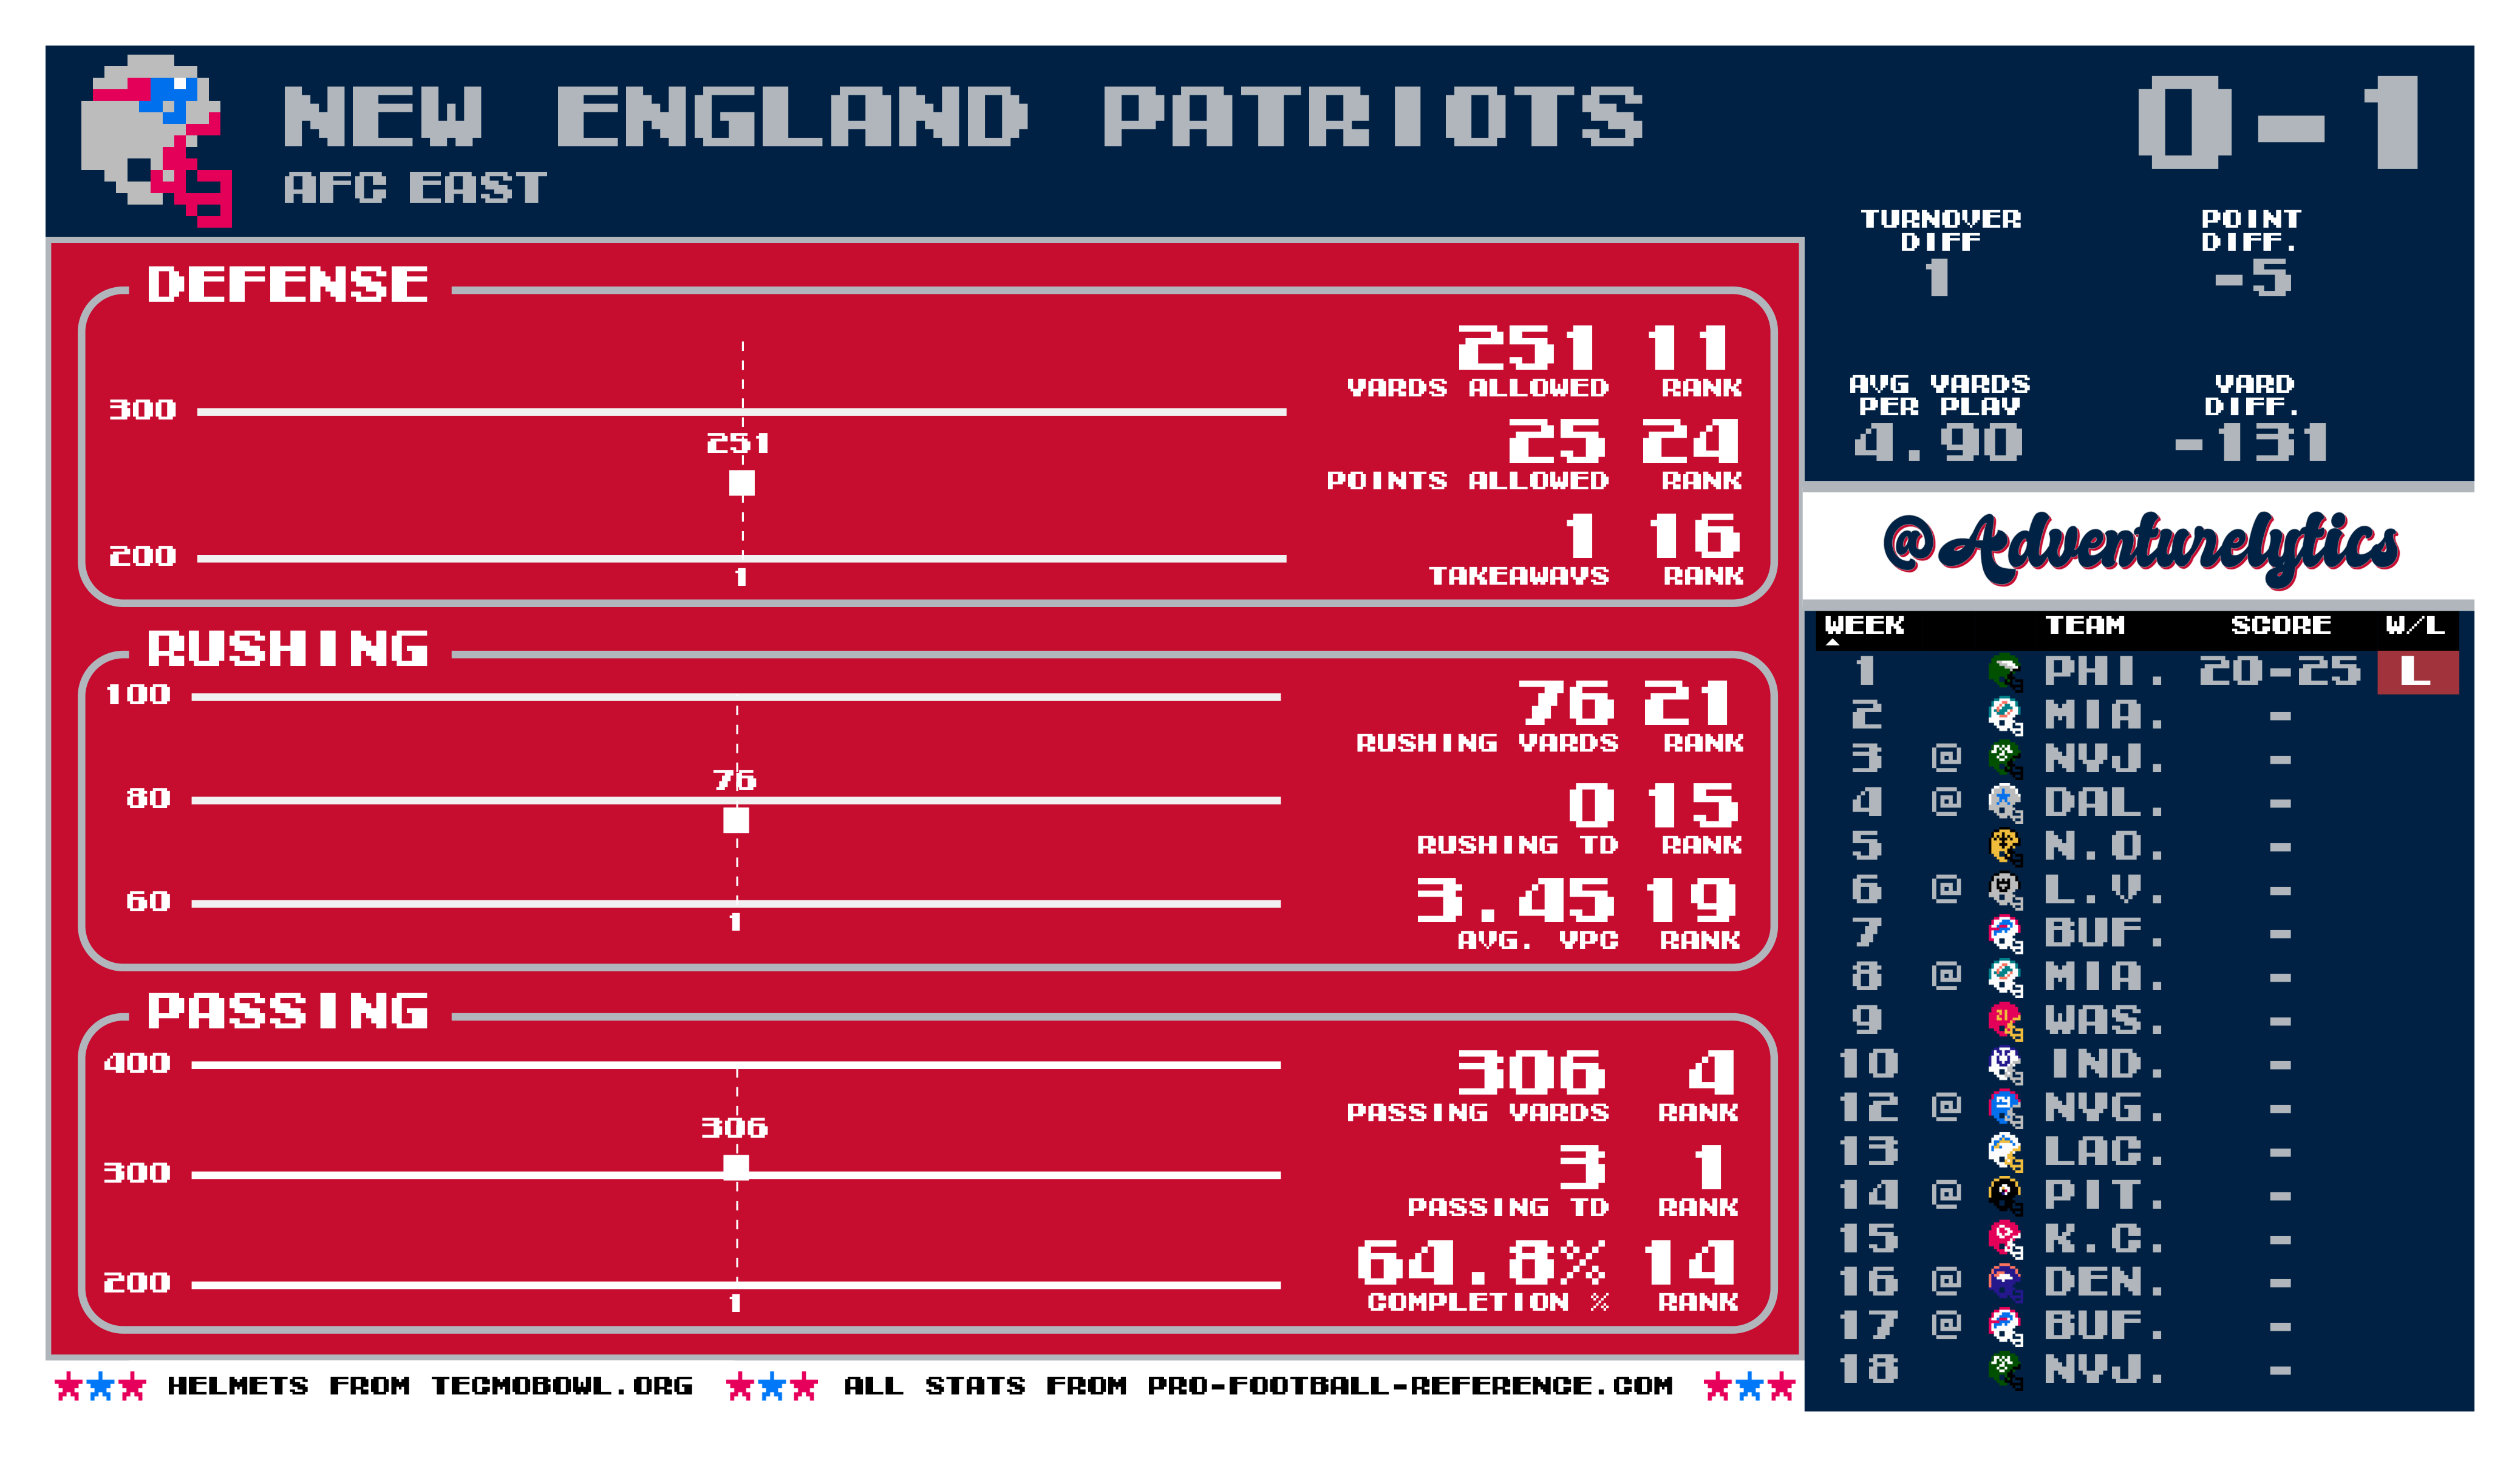 NEW ENGLAND PATRIOTS
AFC EAST
0-1
TURNOVER
DIFF
1
POINT
DIFF.
-5
AVG YARDS
PER PLAY
4.90
YARD
DIFF.
-131
@Adventurelytics
DEFENSE
300
200
251
1
251 11
YARDS ALLOWED RANK
25 24
POINTS ALLOWED RANK
1 16
TAKEAWAYS RANK
RUSHING
100
80
60
76
1
76 21
RUSHING YARDS RANK
0 15
RUSHING TD RANK
3.45 19
AVG. YPC RANK
PASSING
400
300
200
306
1
306 4
PASSING YARDS RANK
3 1
PASSING TD RANK
64.8% 14
COMPLETION % RANK
WEEK TEAM SCORE W/L
1 PHI. 20-25 L
2 MIA. -
3 @ NYJ. -
4 @ DAL. -
5 N.O. -
6 @ L.V. -
7 BUF. -
8 @ MIA. -
9 WAS. -
10 IND. -
12 @ NYG. -
13 LAC. -
14 @ PIT. -
15 K.C. -
16 @ DEN. -
17 @ BUF. -
18 NYJ. -
HELMETS FROM TECMOBOWL.ORG
ALL STATS FROM PRO-FOOTBALL-REFERENCE.COM